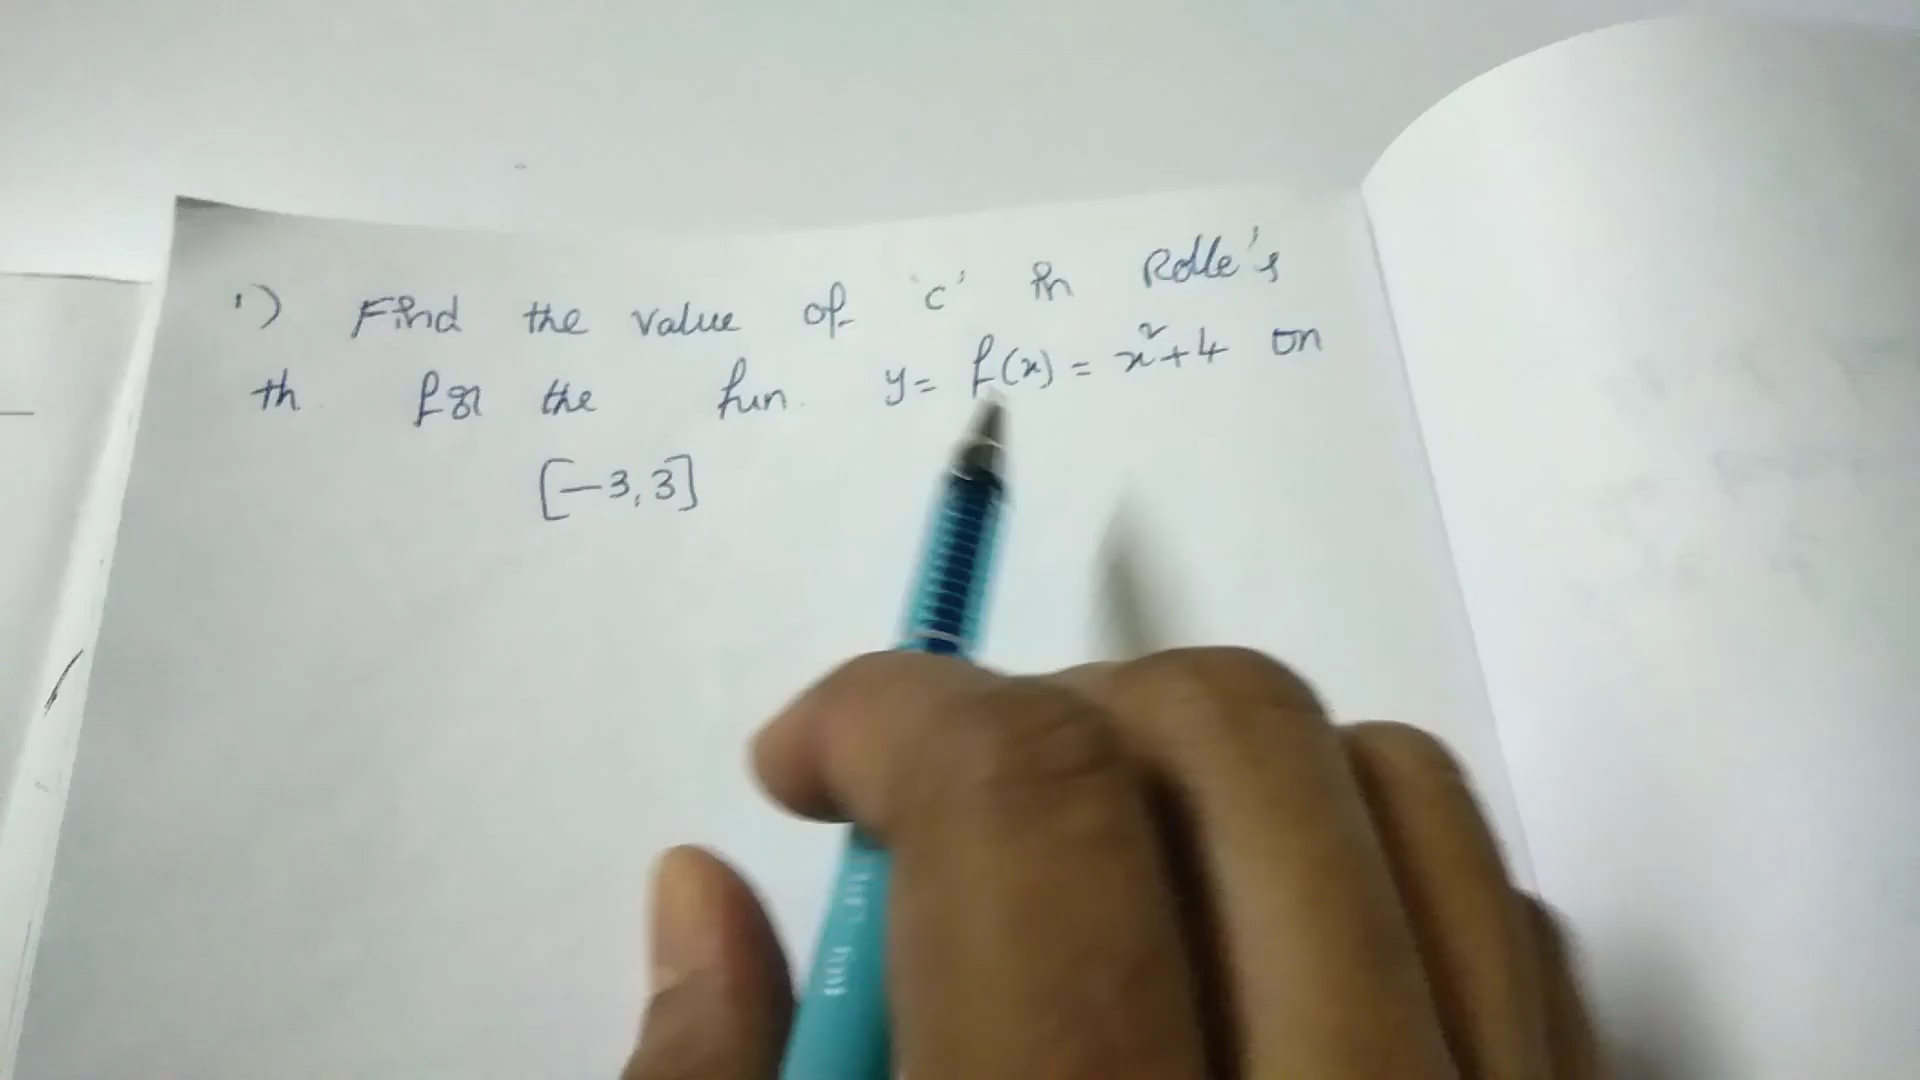 1) Find the value of 'c' in Rolle's
th for the fun. y = f(x) = x²+4 on
[-3,3]